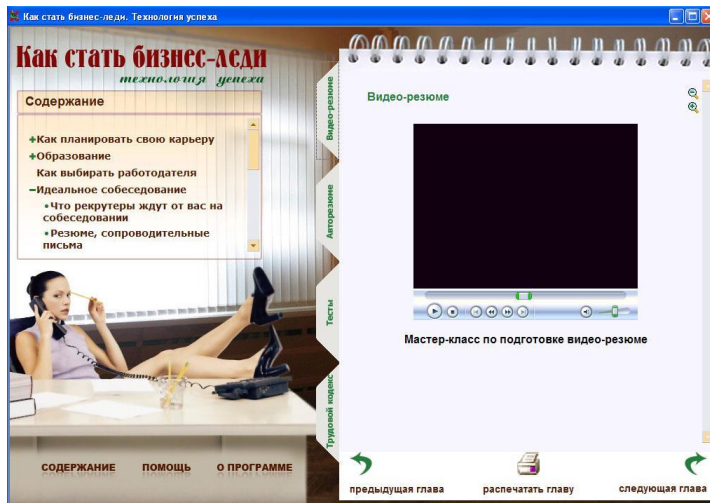 Как стать бизнес-леди. Технология успеха
Как стать бизнес-леди
технология успеха
Содержание
Как планировать свою карьеру
Образование
Как выбирать работодателя
Идеальное собеседование
Что рекрутеры ждут от вас на
собеседовании
Резюме, сопроводительные
письма
СОДЕРЖАНИЕ
ПОМОЩЬ
О ПРОГРАММЕ
Видео-резюме
Авторезюме
Тесты
Трудовой кодекс
Видео-резюме
Мастер-класс по подготовке видео-резюме
предыдущая глава
распечатать главу
следующая глава